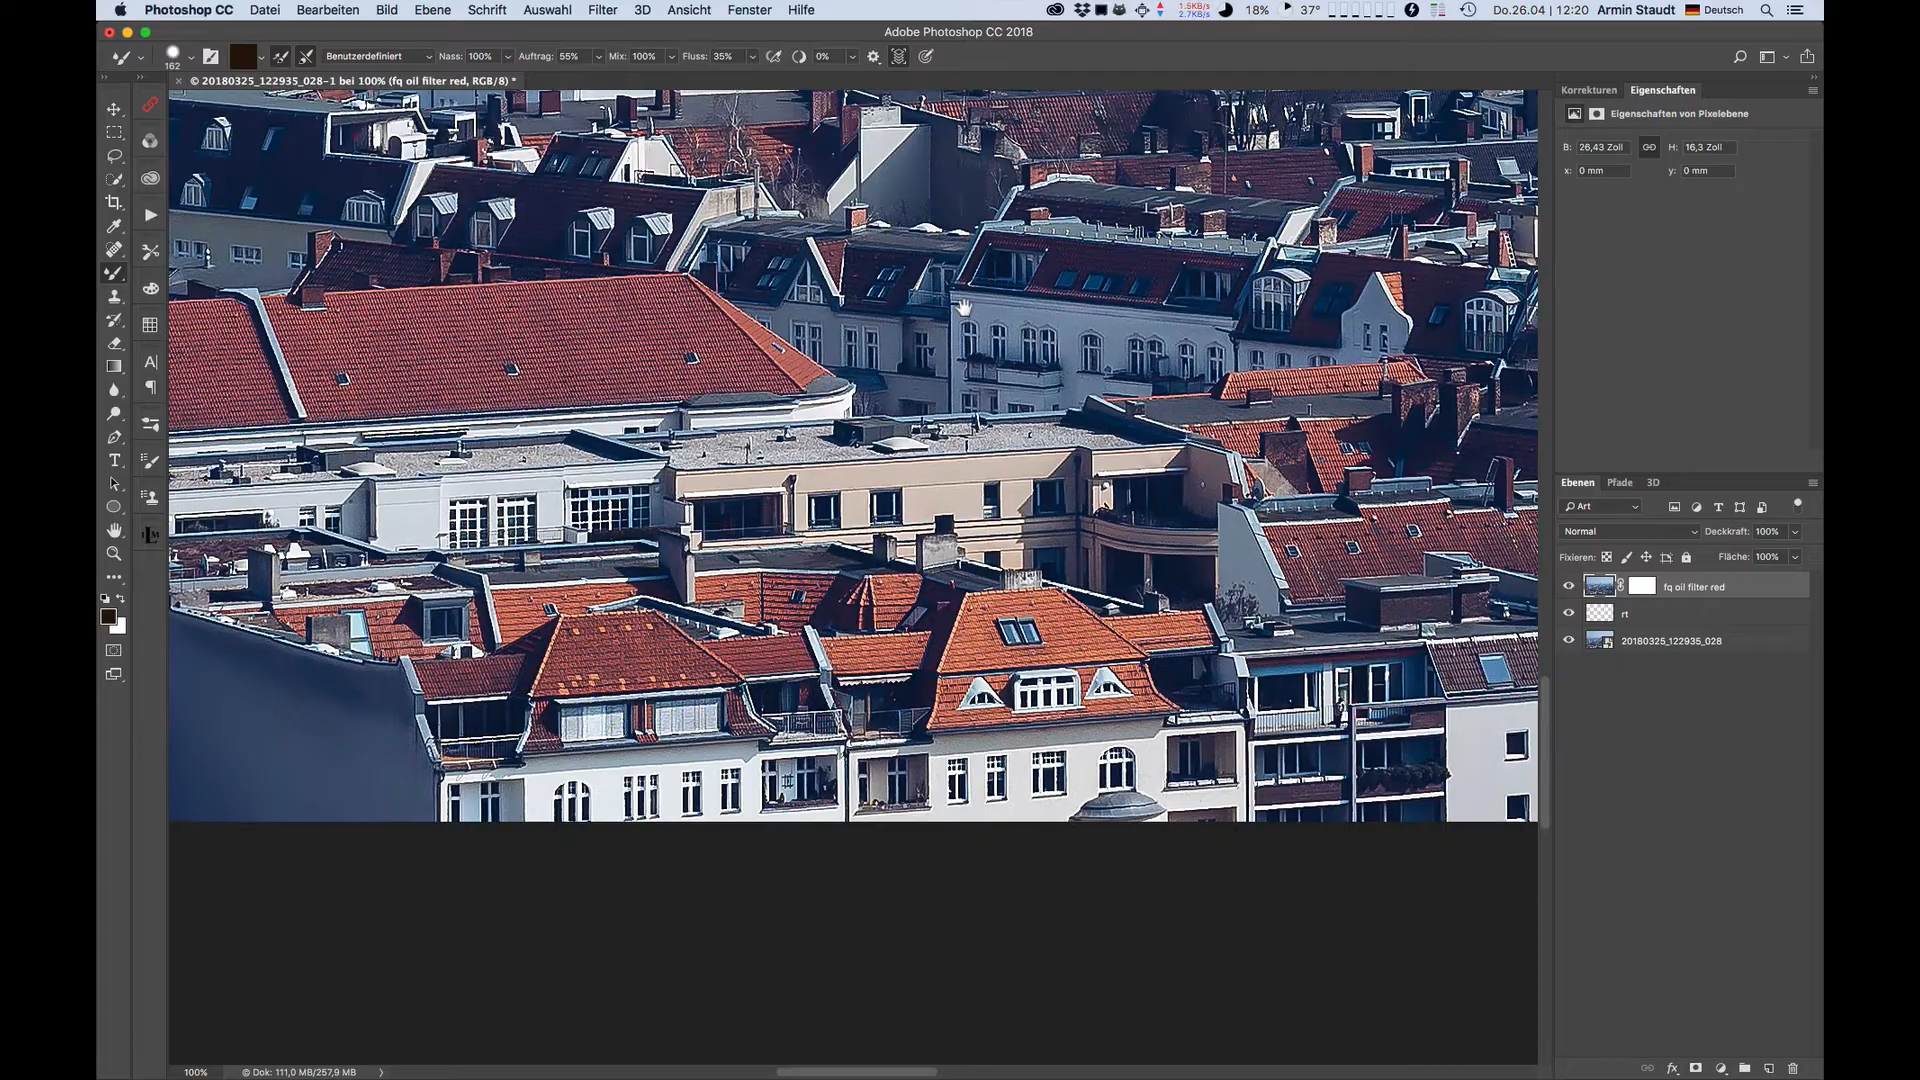 Photoshop CC Datei Bearbeiten Bild Ebene Schrift Auswahl Filter 3D Ansicht Fenster Hilfe 1.5KB/s 2.7KB/s 18% 37° Do.26.04 | 12:20 Armin Staudt Deutsch
Adobe Photoshop CC 2018
162 Benutzerdefiniert Nass: 100% Auftrag: 55% Mix: 100% Fluss: 35% 0%
© 20180325_122935_028-1 bei 100% (fq oil filter red, RGB/8) *
Korrekturen Eigenschaften
Eigenschaften von Pixelebene
B: 26,43 Zoll H: 16,3 Zoll
x: 0 mm y: 0 mm
Ebenen Pfade 3D
Art
Normal Deckkraft: 100%
Fixieren: Fläche: 100%
fq oil filter red
rt
20180325_122935_028
100% © Dok: 111,0 MB/257,9 MB